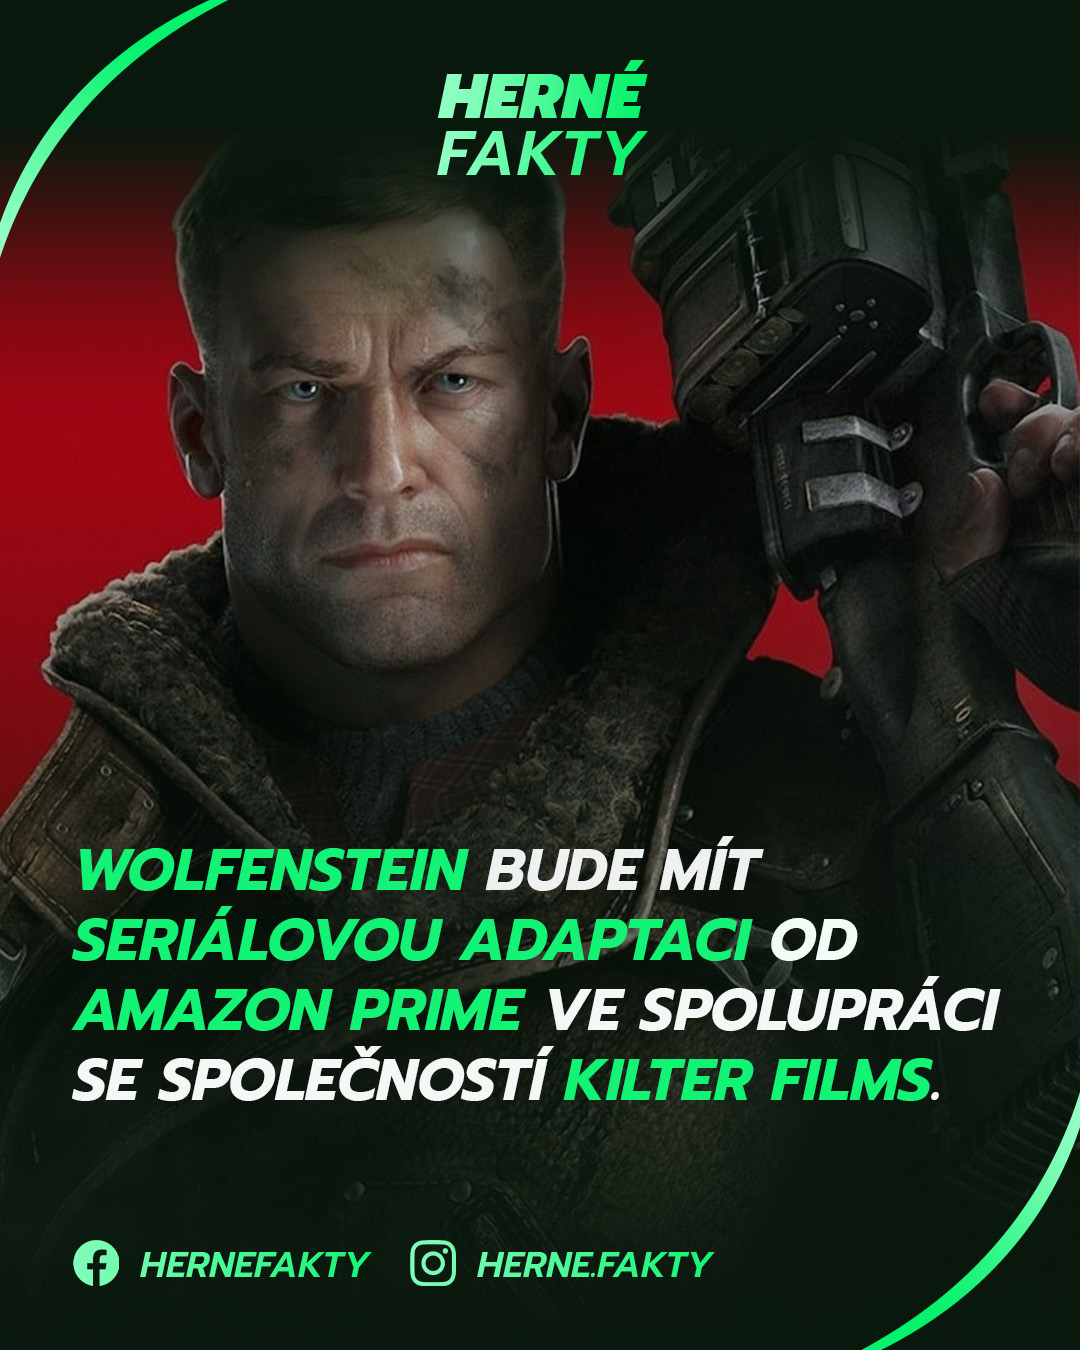 HERNÉ
FAKTY
WOLFENSTEIN BUDE MÍT
SERIÁLOVOU ADAPTACI OD
AMAZON PRIME VE SPOLUPRÁCI
SE SPOLEČNOSTÍ KILTER FILMS.
HERNEFAKTY HERNE.FAKTY